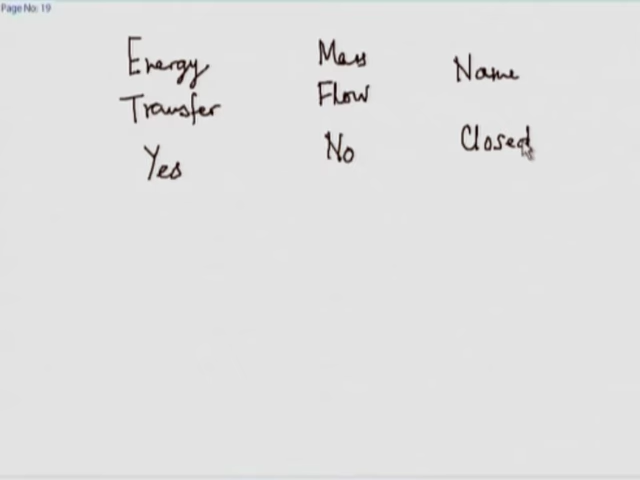 Page No: 19
Energy Transfer Mass Flow Name
Yes No Closed